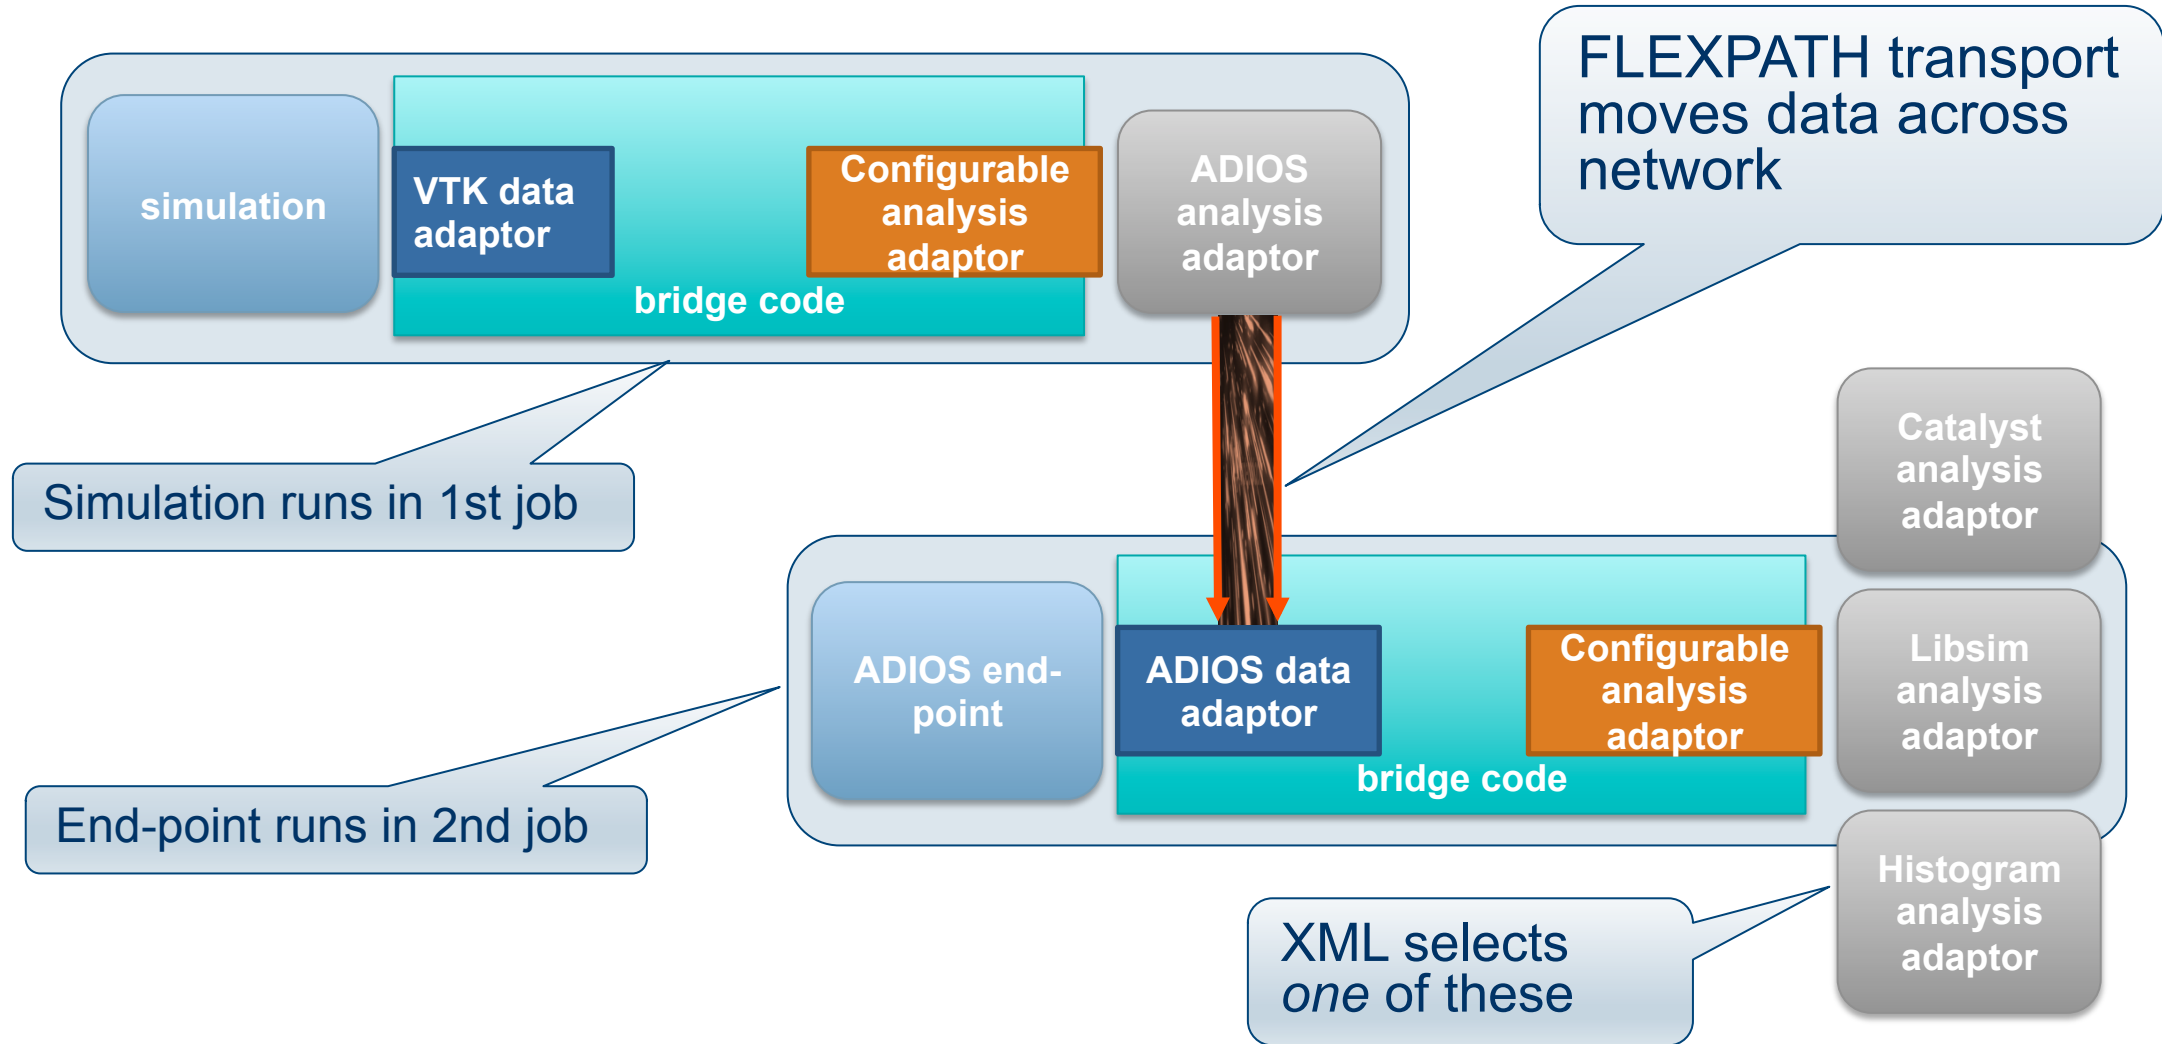 FLEXPATH transport
moves data across
network
simulation
VTK data
adaptor
Configurable
analysis
adaptor
bridge code
ADIOS
analysis
adaptor
Simulation runs in 1st job
Catalyst
analysis
adaptor
ADIOS end-
point
ADIOS data
adaptor
Configurable
analysis
adaptor
bridge code
Libsim
analysis
adaptor
End-point runs in 2nd job
Histogram
analysis
adaptor
XML selects
one of these